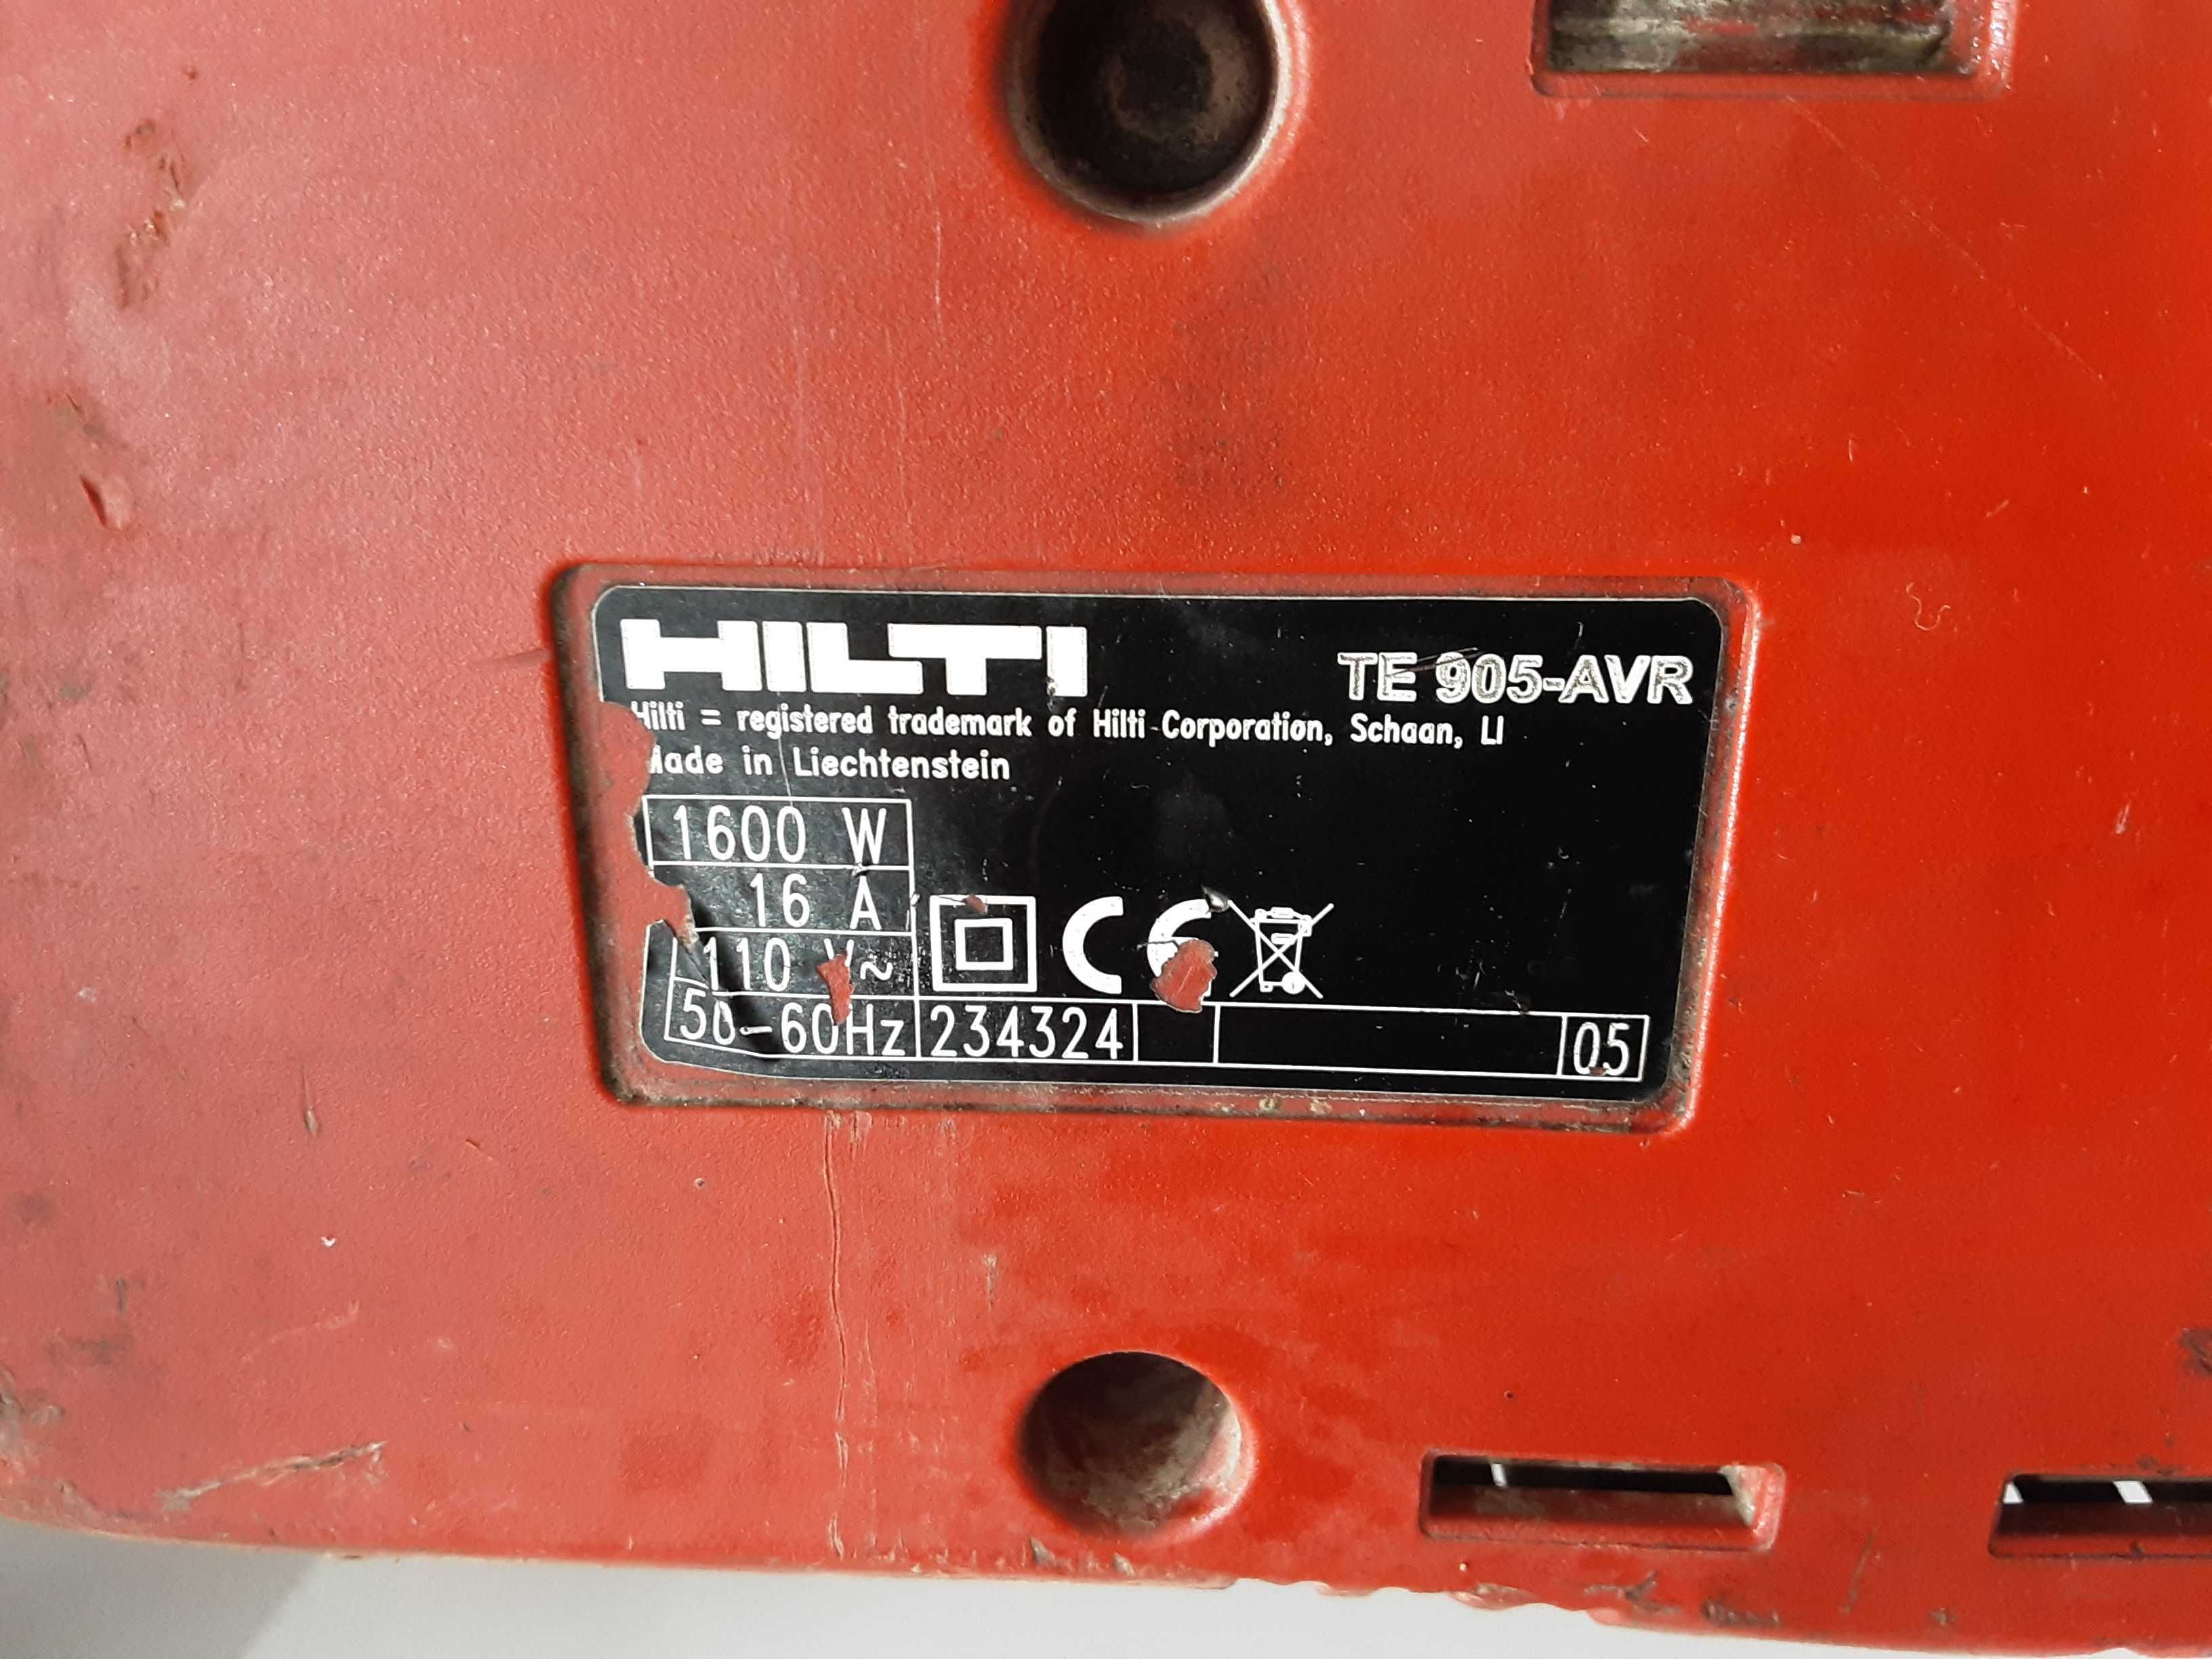 HILTI
TE 905-AVR
Hilti = registered trademark of Hilti Corporation, Schaan, LI
Made in Liechtenstein
1600 W
16 A
110 V~
CE
50-60Hz 234324 05